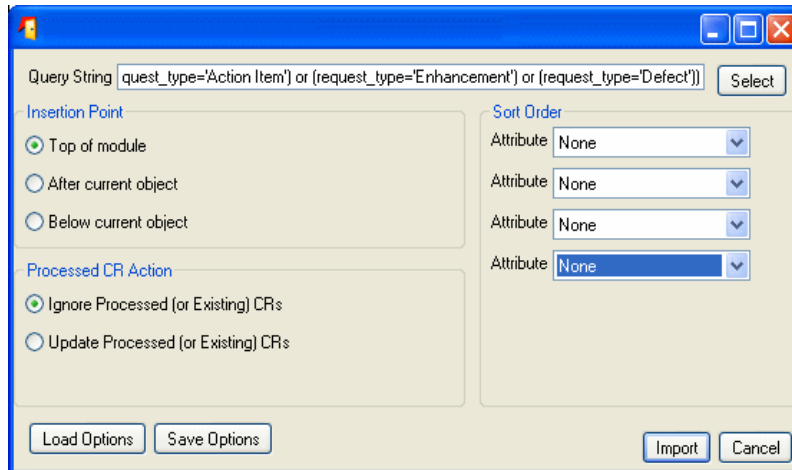 Query String quest_type='Action Item') or (request_type='Enhancement') or (request_type='Defect')) Select
Insertion Point
Top of module
After current object
Below current object
Processed CR Action
Ignore Processed (or Existing) CRs
Update Processed (or Existing) CRs
Sort Order
Attribute None
Attribute None
Attribute None
Attribute None
Load Options Save Options
Import Cancel